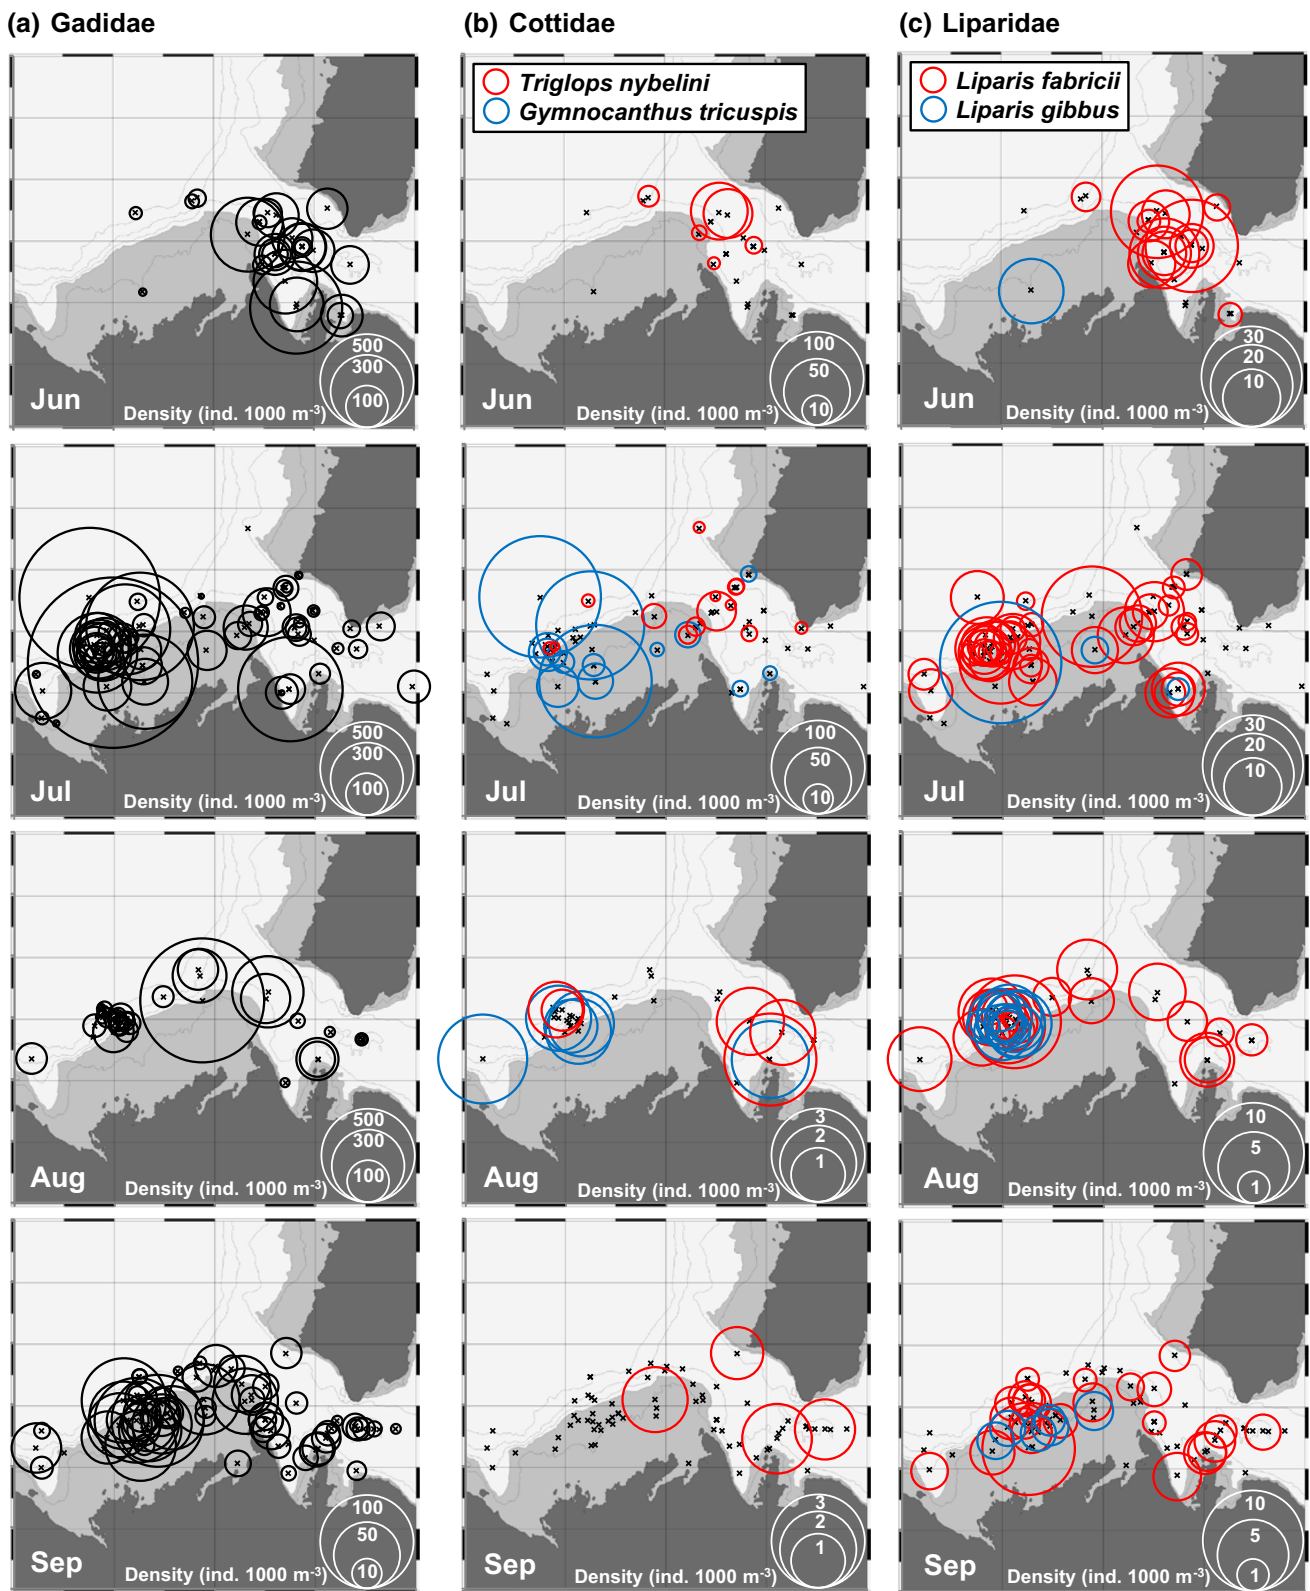 (a) Gadidae
(b) Cottidae
(c) Liparidae
Triglops nybelini
Gymnocanthus tricuspis
Liparis fabricii
Liparis gibbus
500
300
100
Jun
Density (ind. 1000 m-3)
100
50
10
Jun
Density (ind. 1000 m-3)
30
20
10
Jun
Density (ind. 1000 m-3)
500
300
100
Jul
Density (ind. 1000 m-3)
100
50
10
Jul
Density (ind. 1000 m-3)
30
20
10
Jul
Density (ind. 1000 m-3)
500
300
100
Aug
Density (ind. 1000 m-3)
3
2
1
Aug
Density (ind. 1000 m-3)
10
5
1
Aug
Density (ind. 1000 m-3)
100
50
10
Sep
Density (ind. 1000 m-3)
3
2
1
Sep
Density (ind. 1000 m-3)
10
5
1
Sep
Density (ind. 1000 m-3)